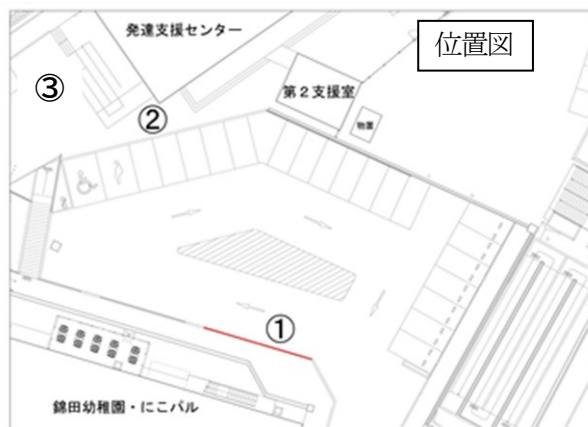 発達支援センター
位置図
③
第2支援室
②
物置
①
錦田幼稚園・にこパル